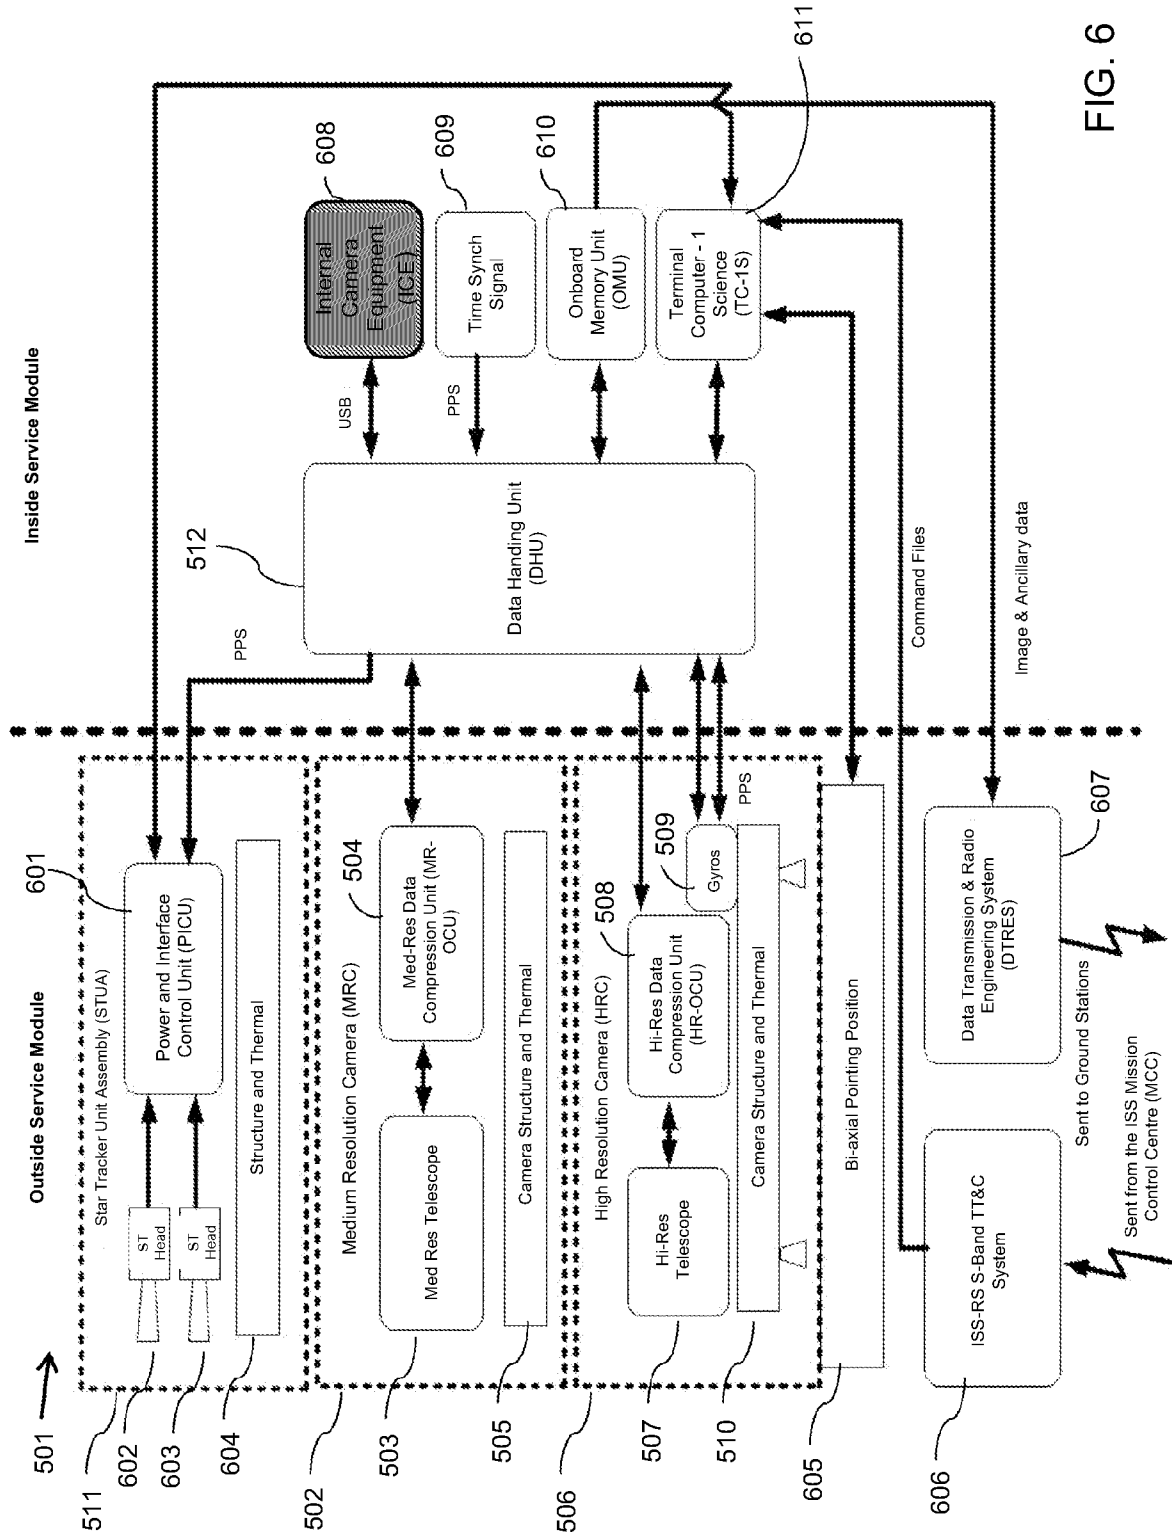 501
Outside Service Module
Inside Service Module
511
Star Tracker Unit Assembly (STUA)
602
ST
Head
603
ST
Head
601
Power and Interface
Control Unit (PICU)
604
Structure and Thermal
PPS
502
Medium Resolution Camera (MRC)
503
Med Res Telescope
504
Med-Res Data
Compression Unit (MR-
OCU)
505
Camera Structure and Thermal
506
High Resolution Camera (HRC)
507
Hi-Res
Telescope
508
Hi-Res Data
Compression Unit
(HR-OCU)
509
Gyros
PPS
510
Camera Structure and Thermal
605
Bi-axial Pointing Position
606
ISS-RS S-Band TT&C
System
607
Data Transmission & Radio
Engineering System
(DTRES)
Sent to Ground Stations
Sent from the ISS Mission
Control Centre (MCC)
512
Data Handing Unit
(DHU)
USB
608
Internal
Camera
Equipment
(ICE)
PPS
609
Time Synch
Signal
610
Onboard
Memory Unit
(OMU)
611
Terminal
Computer - 1
Science
(TC-1S)
Command Files
Image & Ancillary data
FIG. 6